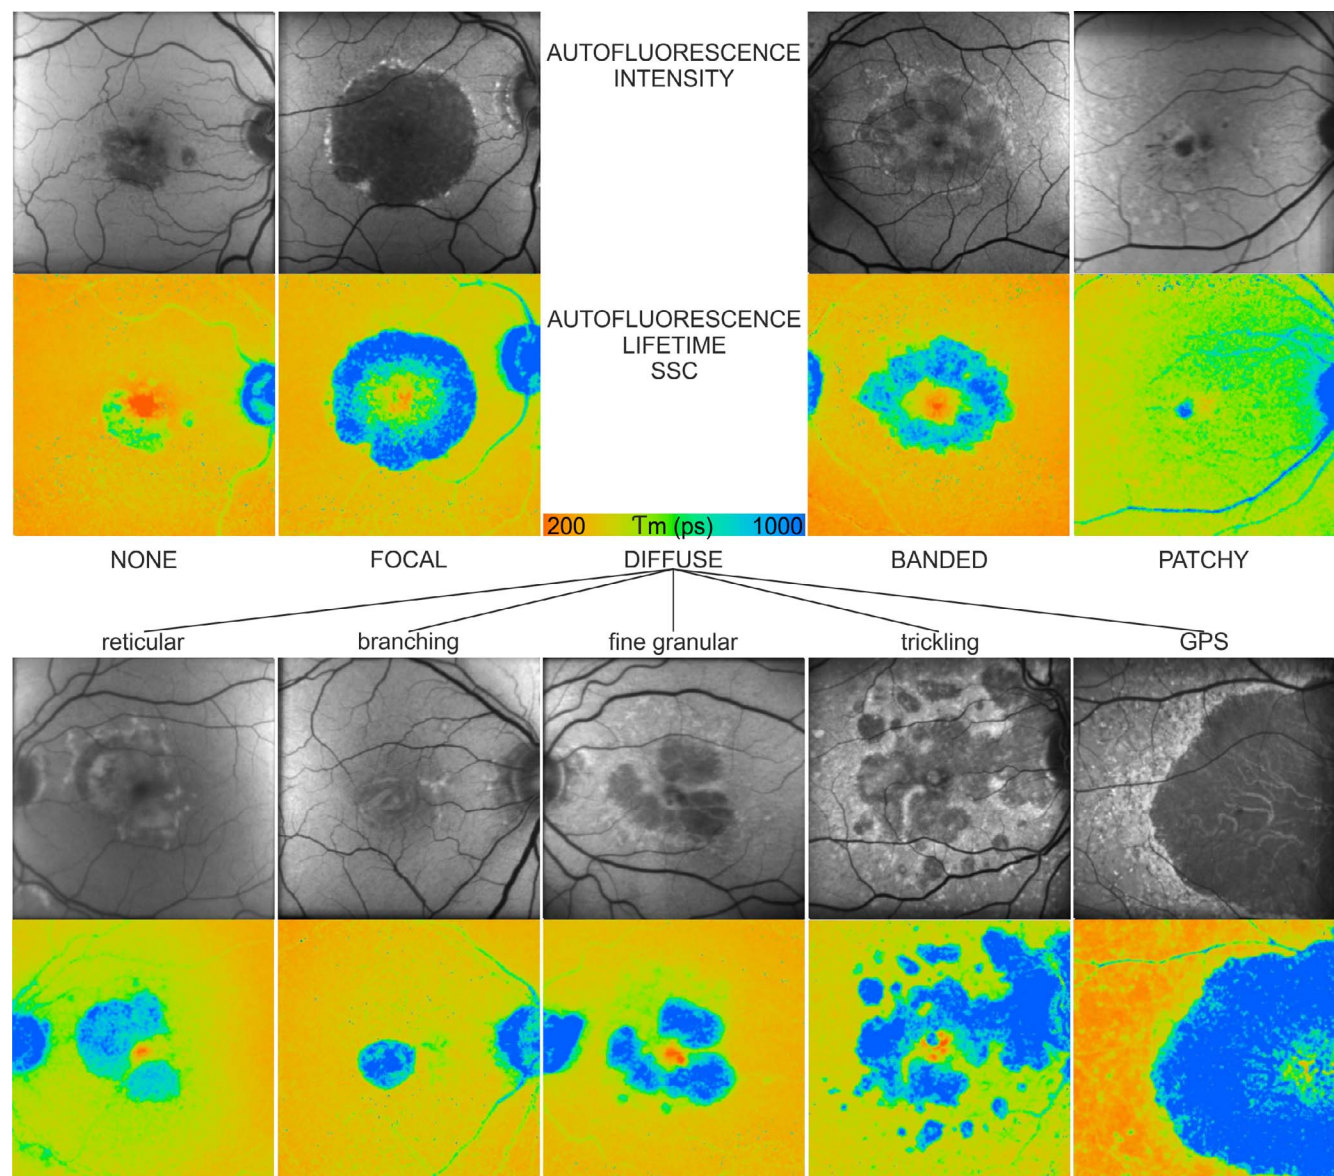 AUTOFLUORESCENCE
INTENSITY
AUTOFLUORESCENCE
LIFETIME
SSC
200 Tm (ps) 1000
NONE FOCAL DIFFUSE BANDED PATCHY
reticular branching fine granular trickling GPS